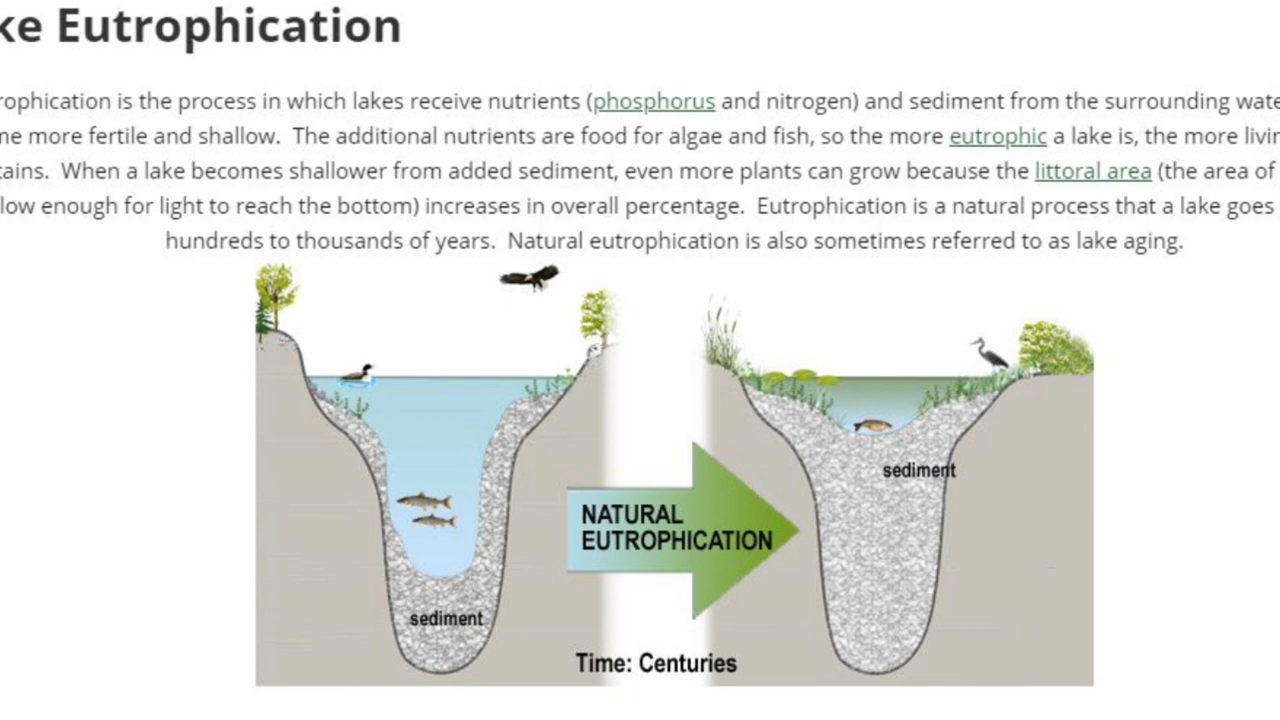 ke Eutrophication
rophication is the process in which lakes receive nutrients (phosphorus and nitrogen) and sediment from the surrounding wate
ne more fertile and shallow. The additional nutrients are food for algae and fish, so the more eutrophic a lake is, the more livin
tains. When a lake becomes shallower from added sediment, even more plants can grow because the littoral area (the area of
low enough for light to reach the bottom) increases in overall percentage. Eutrophication is a natural process that a lake goes
hundreds to thousands of years. Natural eutrophication is also sometimes referred to as lake aging.
sediment
NATURAL
EUTROPHICATION
sediment
Time: Centuries